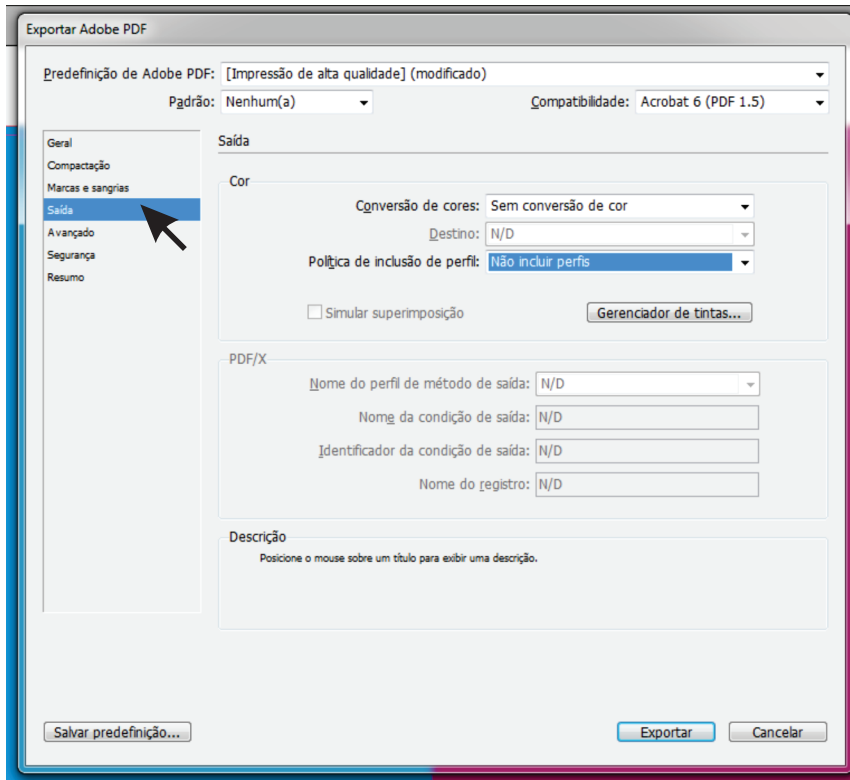 Exportar Adobe PDF
Predefinição de Adobe PDF: [Impressão de alta qualidade] (modificado)
Padrão: Nenhum(a) Compatibilidade: Acrobat 6 (PDF 1.5)
Geral
Compactação
Marcas e sangrias
Saída
Avançado
Segurança
Resumo
Saída
Cor
Conversão de cores: Sem conversão de cor
Destino: N/D
Política de inclusão de perfil: Não incluir perfis
Simular superimposição Gerenciador de tintas...
PDF/X
Nome do perfil de método de saída: N/D
Nome da condição de saída: N/D
Identificador da condição de saída: N/D
Nome do registro: N/D
Descrição
Posicione o mouse sobre um título para exibir uma descrição.
Salvar predefinição... Exportar Cancelar